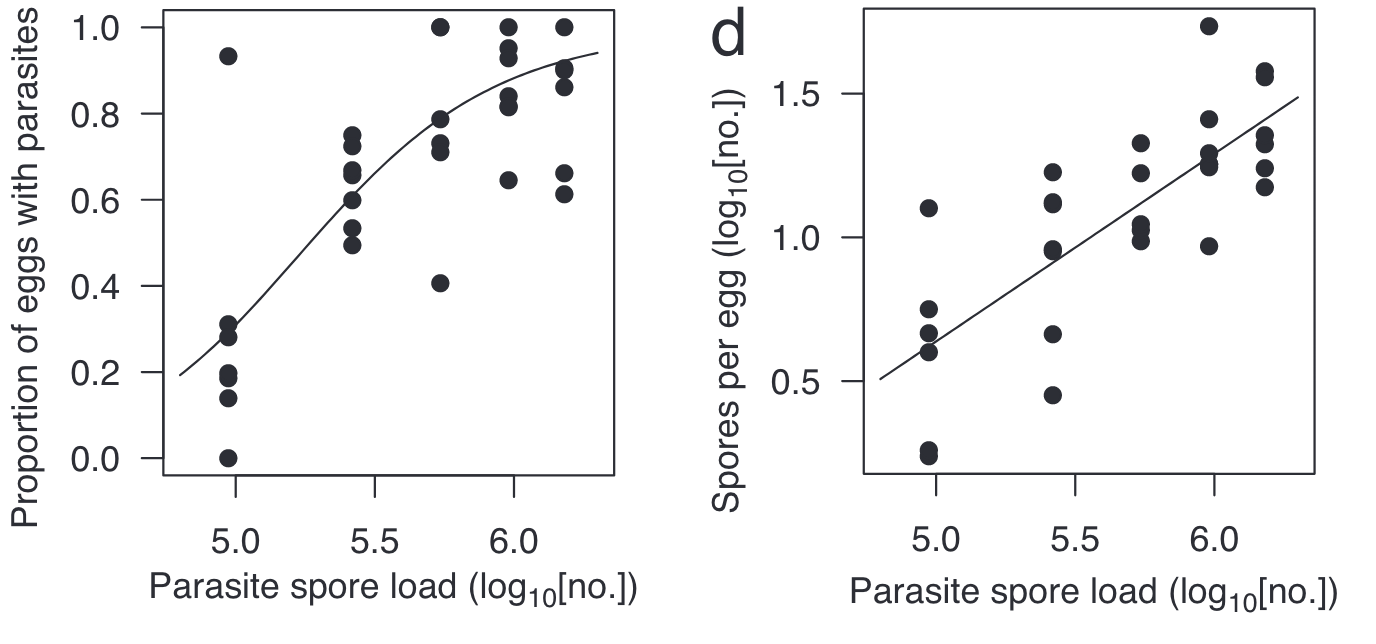 Proportion of eggs with parasites
1.0
0.8
0.6
0.4
0.2
0.0
5.0 5.5 6.0
Parasite spore load (log10[no.])
d
Spores per egg (log10[no.])
1.5
1.0
0.5
5.0 5.5 6.0
Parasite spore load (log10[no.])